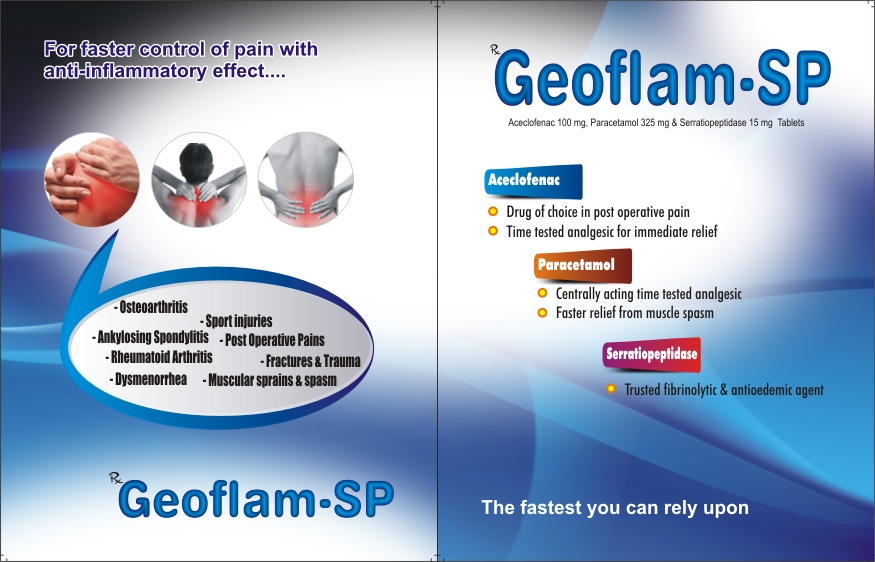 For faster control of pain with
anti-inflammatory effect....
- Osteoarthritis
- Sport injuries
- Ankylosing Spondylitis
- Post Operative Pains
- Rheumatoid Arthritis
- Fractures & Trauma
- Dysmenorrhea
- Muscular sprains & spasm
Rx
Geoflam-SP
Rx
Geoflam-SP
Aceclofenac 100 mg, Paracetamol 325 mg & Serratiopeptidase 15 mg Tablets
Aceclofenac
Drug of choice in post operative pain
Time tested analgesic for immediate relief
Paracetamol
Centrally acting time tested analgesic
Faster relief from muscle spasm
Serratiopeptidase
Trusted fibrinolytic & antioedemic agent
The fastest you can rely upon